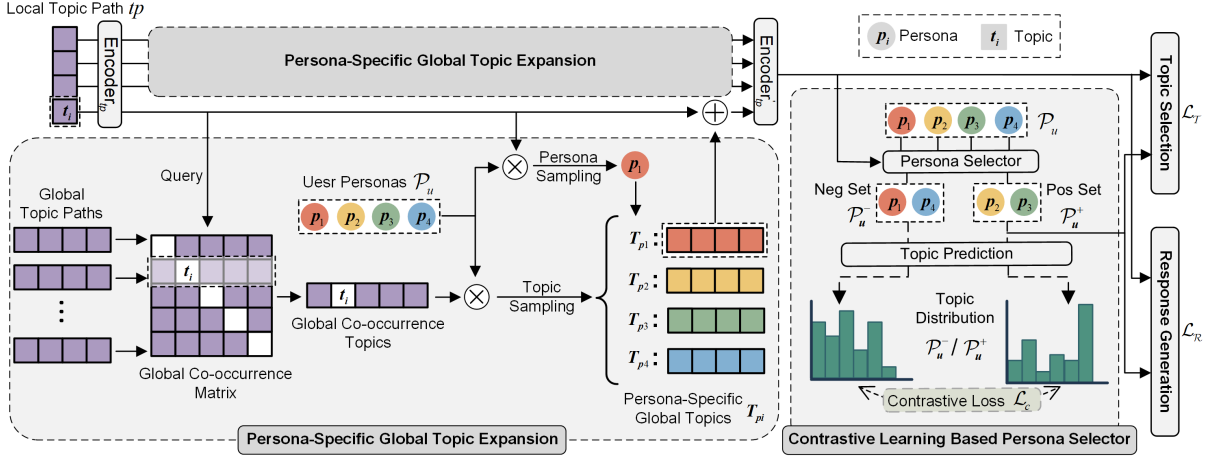 Local Topic Path tp
t_i
Encoder_tp
Persona-Specific Global Topic Expansion
Encoder'_tp
p_i Persona
t_i Topic
Topic Selection
L_T
p_1 p_2 p_3 p_4 P_u
Persona Selector
Neg Set
P_u^-
p_1 p_4
p_2 p_3
Pos Set
P_u^+
Topic Prediction
Topic
Distribution
P_u^- / P_u^+
Contrastive Loss L_c
Contrastive Learning Based Persona Selector
Response Generation
L_R
Query
Global
Topic Paths
t_i
Global Co-occurrence
Matrix
Uesr Personas P_u
p_1 p_2 p_3 p_4
t_i
Global Co-occurrence
Topics
Persona
Sampling
p_1
Topic
Sampling
T_p1 :
T_p2 :
T_p3 :
T_p4 :
Persona-Specific
Global Topics T_pi
Persona-Specific Global Topic Expansion